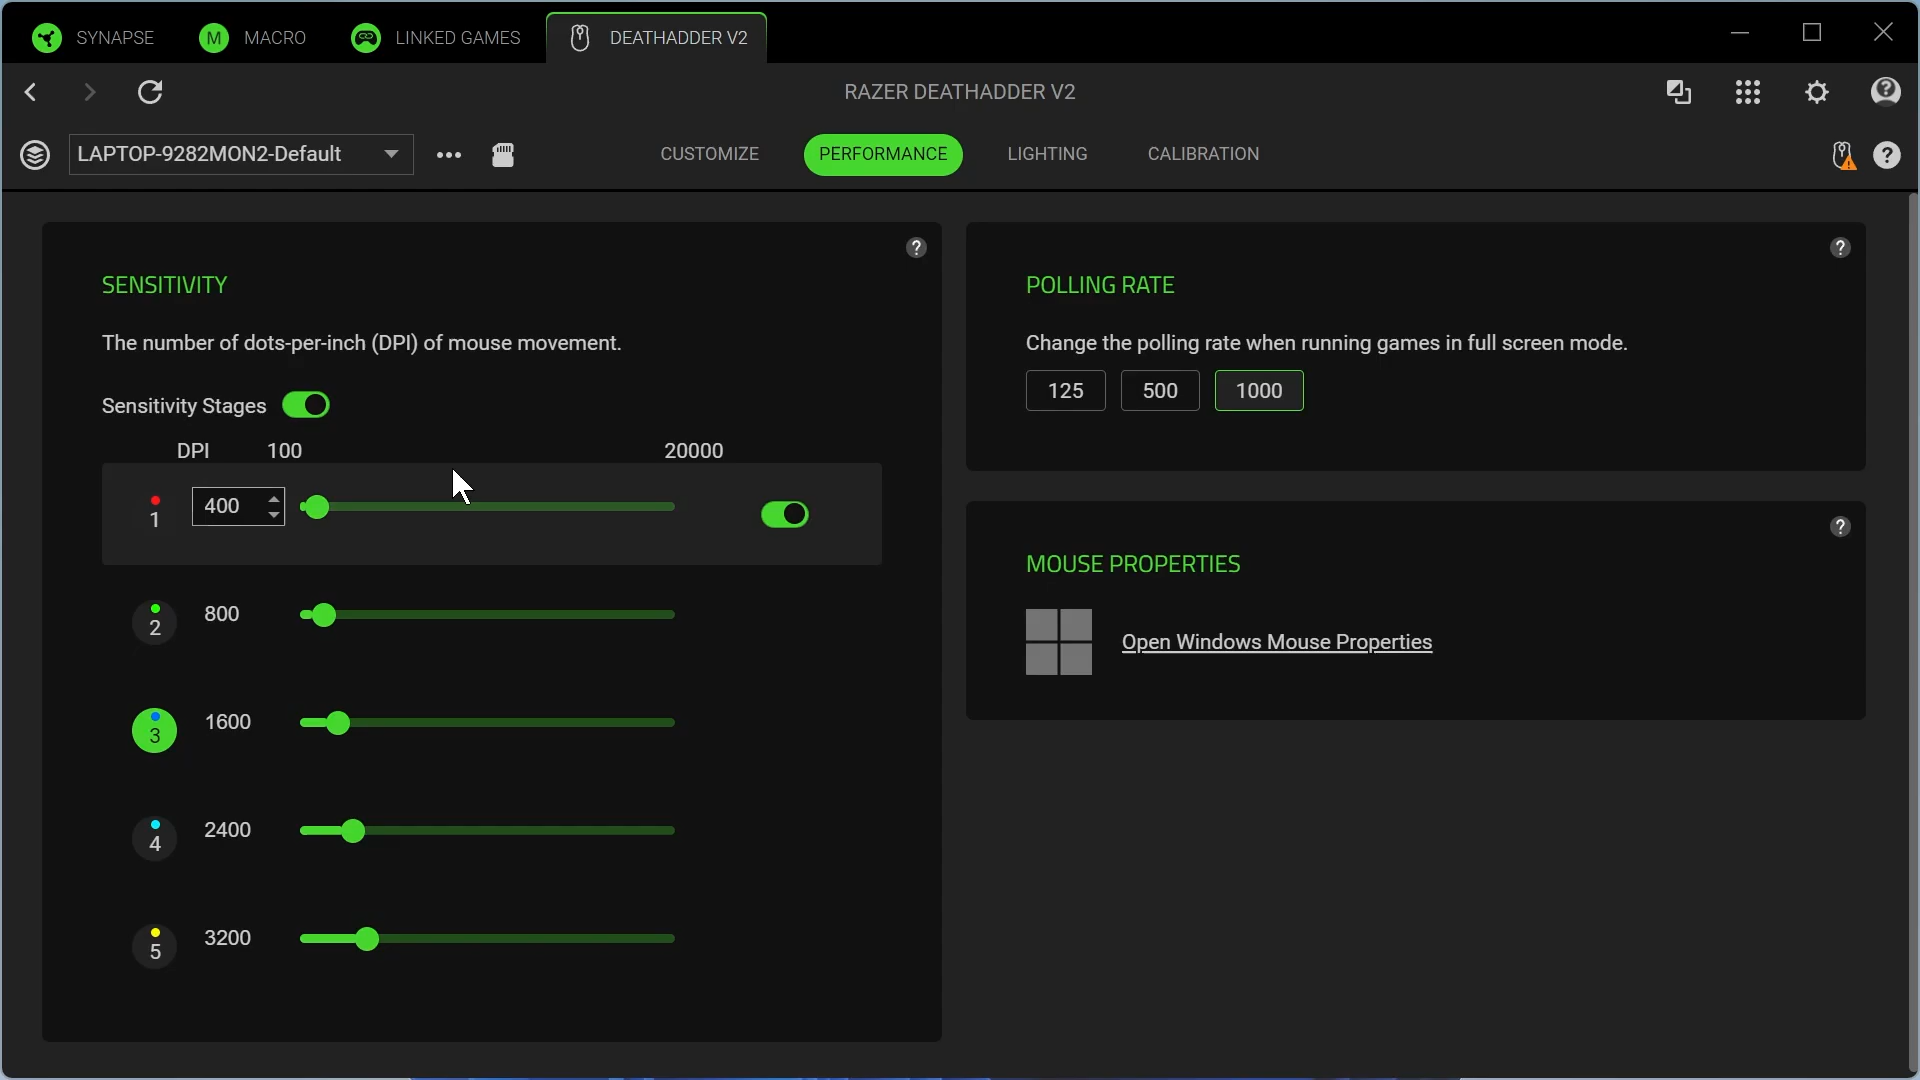 SYNAPSE
M MACRO
LINKED GAMES
DEATHADDER V2
RAZER DEATHADDER V2
LAPTOP-9282MON2-Default
CUSTOMIZE
PERFORMANCE
LIGHTING
CALIBRATION
SENSITIVITY
The number of dots-per-inch (DPI) of mouse movement.
Sensitivity Stages
DPI 100 20000
1 400
2 800
3 1600
4 2400
5 3200
POLLING RATE
Change the polling rate when running games in full screen mode.
125 500 1000
MOUSE PROPERTIES
Open Windows Mouse Properties